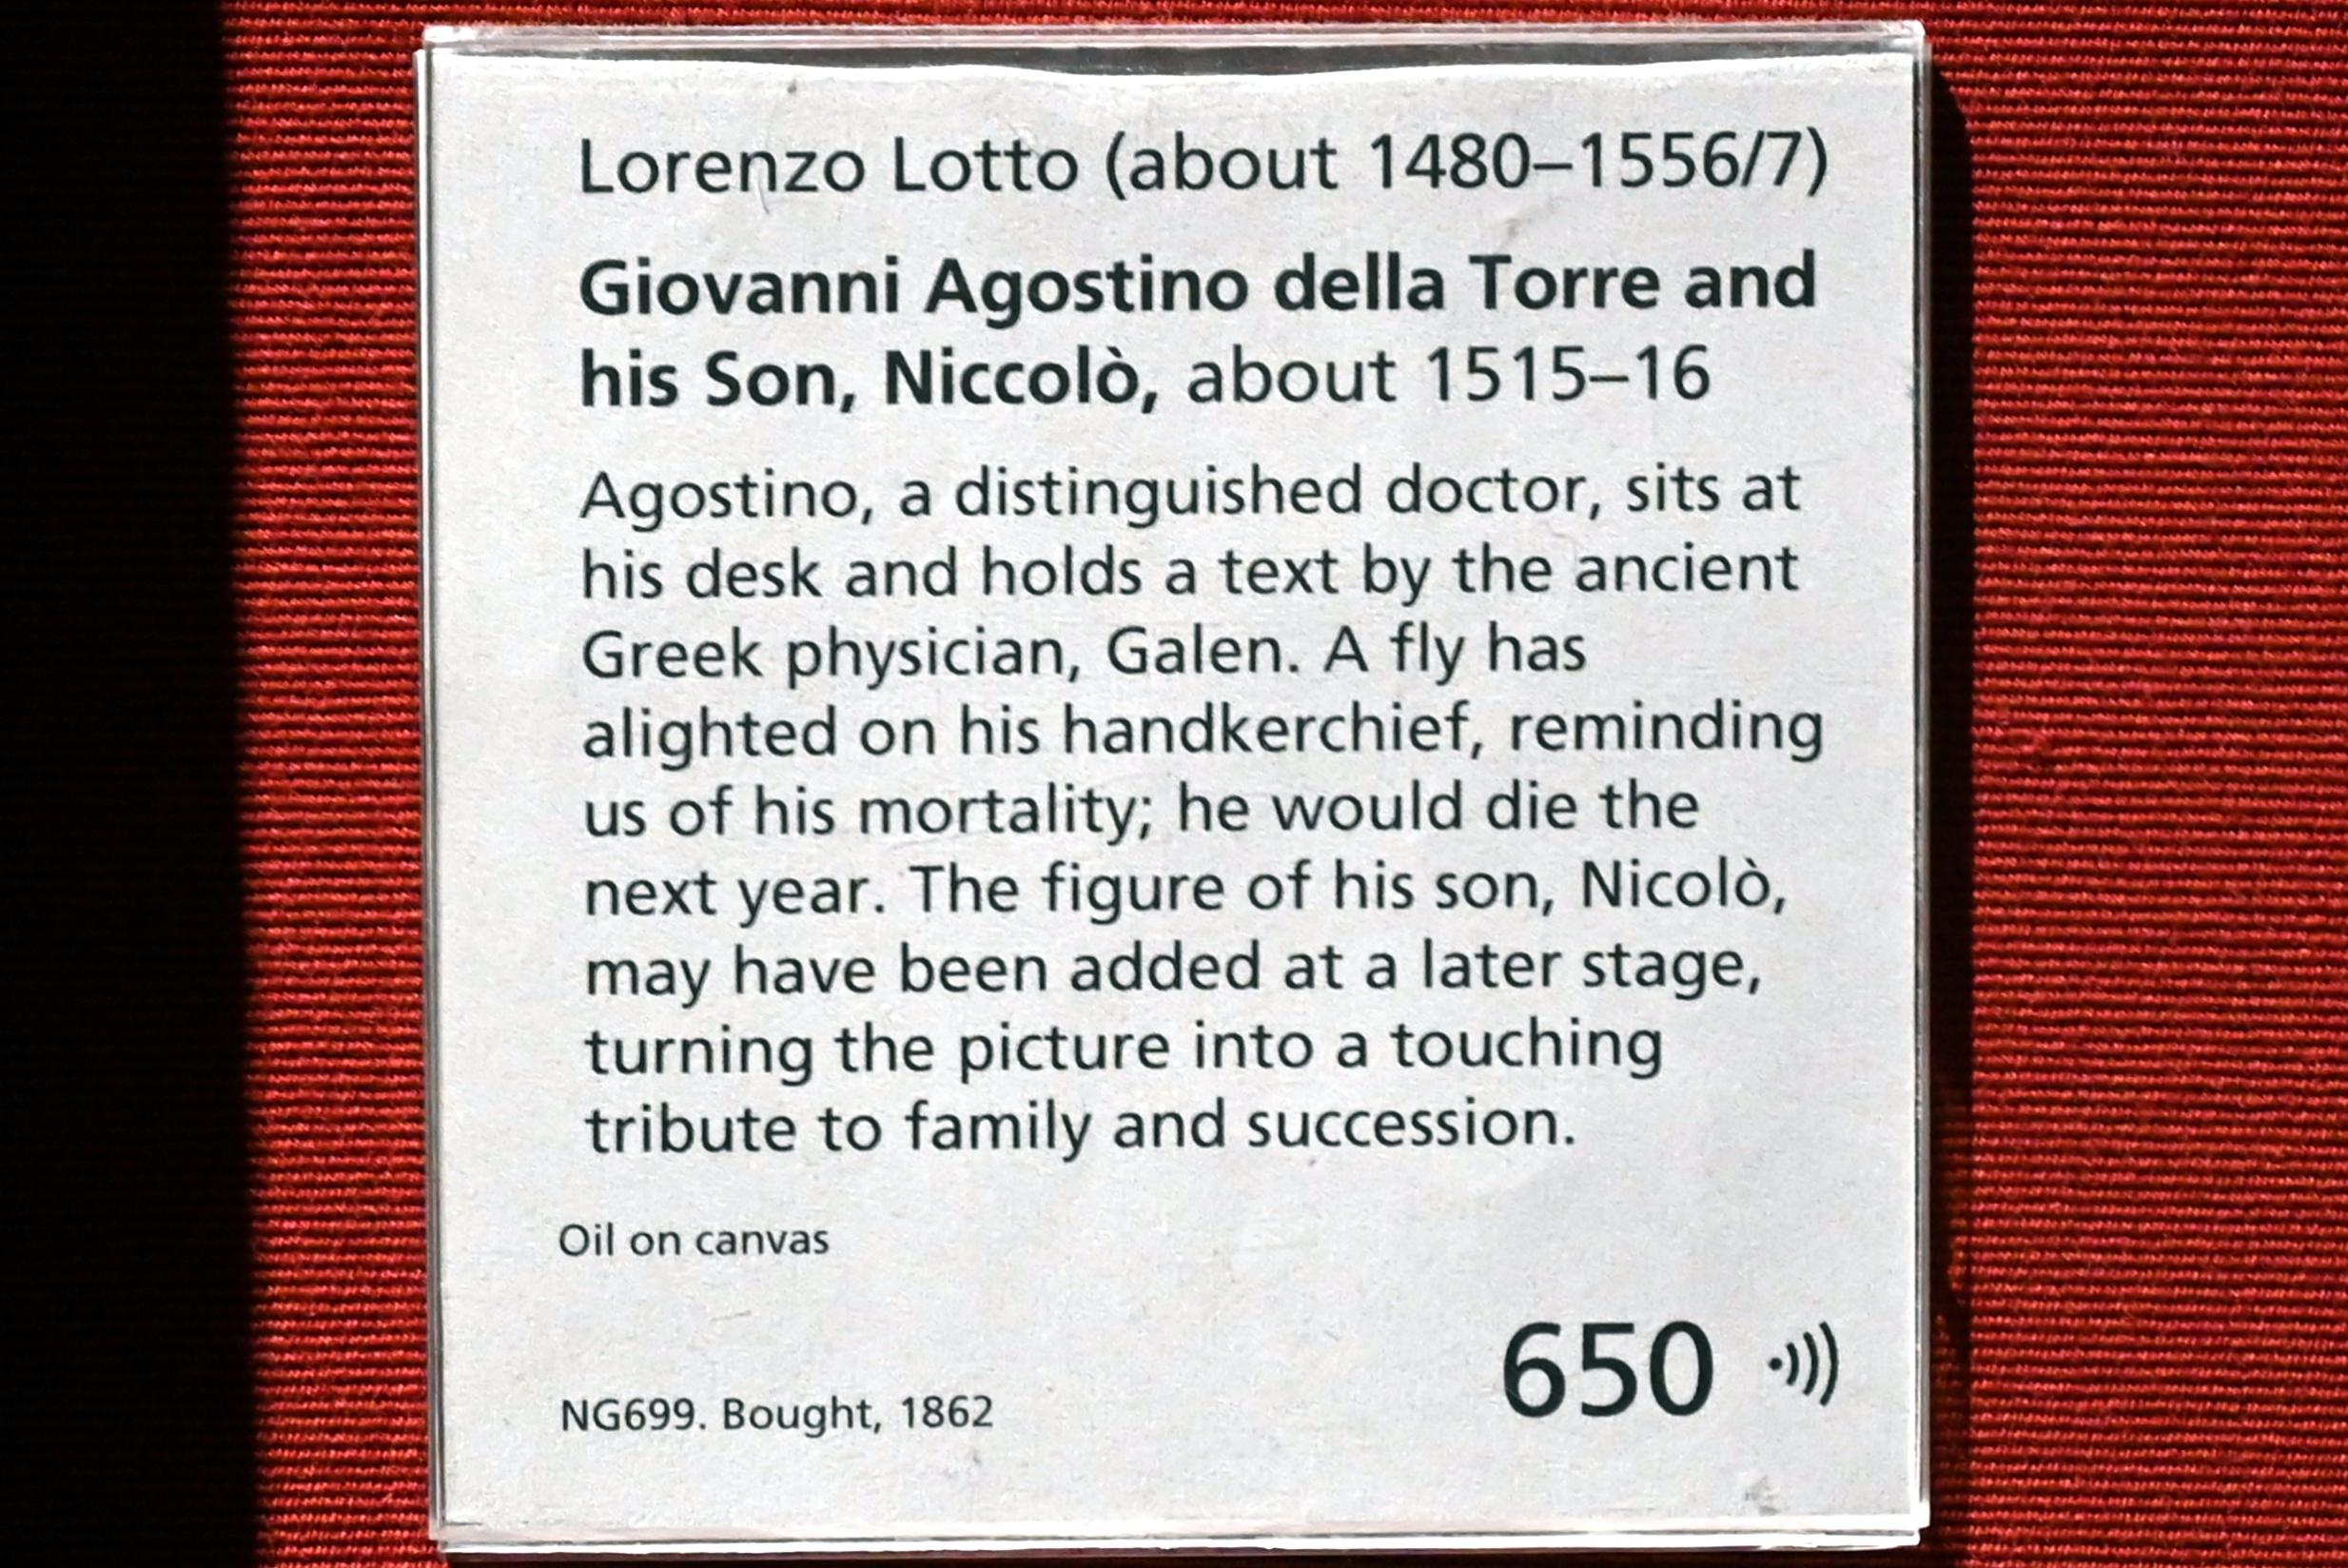 Lorenzo Lotto (about 1480–1556/7)
Giovanni Agostino della Torre and
his Son, Niccolò, about 1515–16
Agostino, a distinguished doctor, sits at
his desk and holds a text by the ancient
Greek physician, Galen. A fly has
alighted on his handkerchief, reminding
us of his mortality; he would die the
next year. The figure of his son, Nicolò,
may have been added at a later stage,
turning the picture into a touching
tribute to family and succession.
Oil on canvas
650
NG699. Bought, 1862